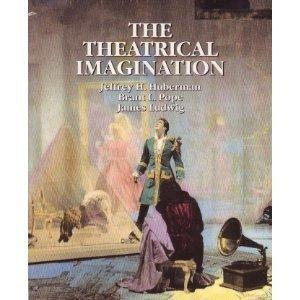 THE
THEATRICAL
IMAGINATION
Jeffrey H. Huberman
Brant L. Pope
James Ludwig